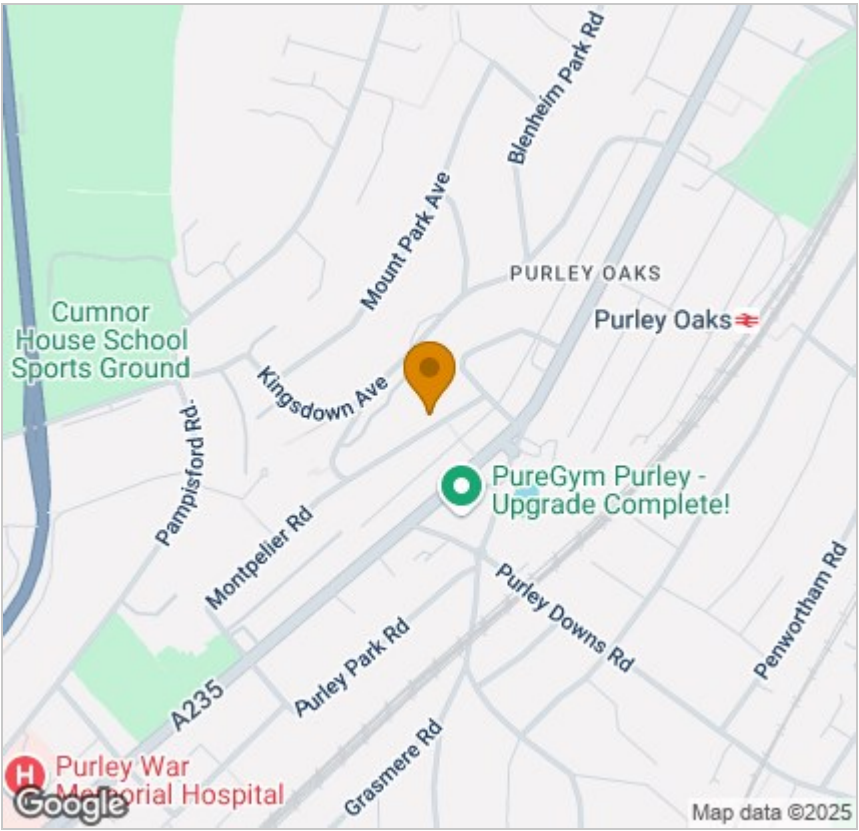 Blenheim Park Rd
Mount Park Ave
PURLEY OAKS
Purley Oaks
Cumnor
House School
Sports Ground
Kingsdown Ave
Pampisford Rd
PureGym Purley -
Upgrade Complete!
Montpelier Rd
Purley Downs Rd
Penwortham Rd
Purley Park Rd
A235
Grasmere Rd
H
Purley War
Memorial Hospital
Google
Map data ©2025